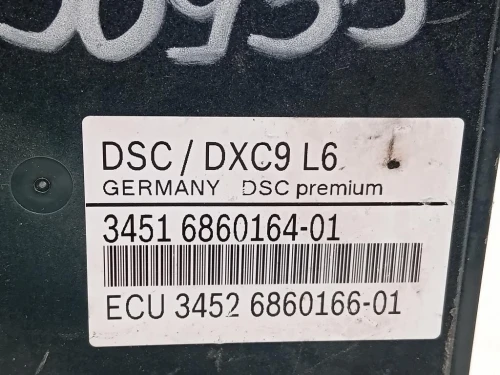 DSC / DXC9 L6
GERMANY DSC premium
3451 6860164-01
ECU 3452 6860166-01